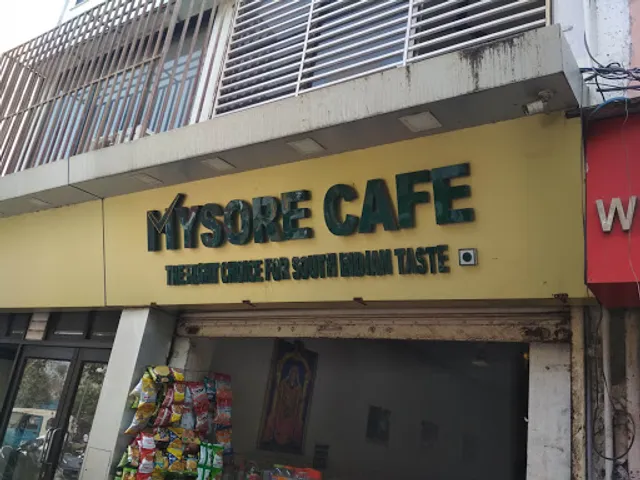 MYSORE CAFE
THE RIGHT CHOICE FOR SOUTH INDIAN TASTE
W